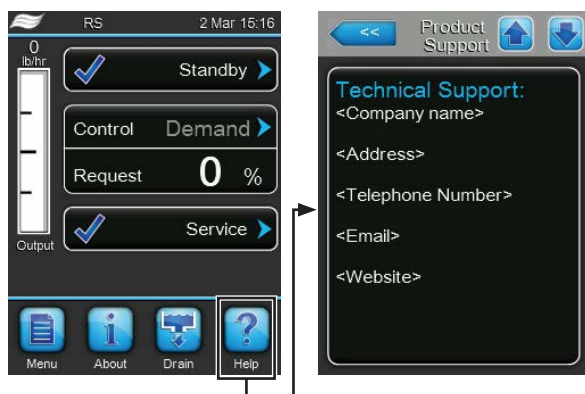 RS 2 Mar 15:16
0
lb/hr
Standby
Control Demand
Request 0 %
Service
Output
Menu About Drain Help
<< Product
Support
Technical Support:
<Company name>
<Address>
<Telephone Number>
<Email>
<Website>